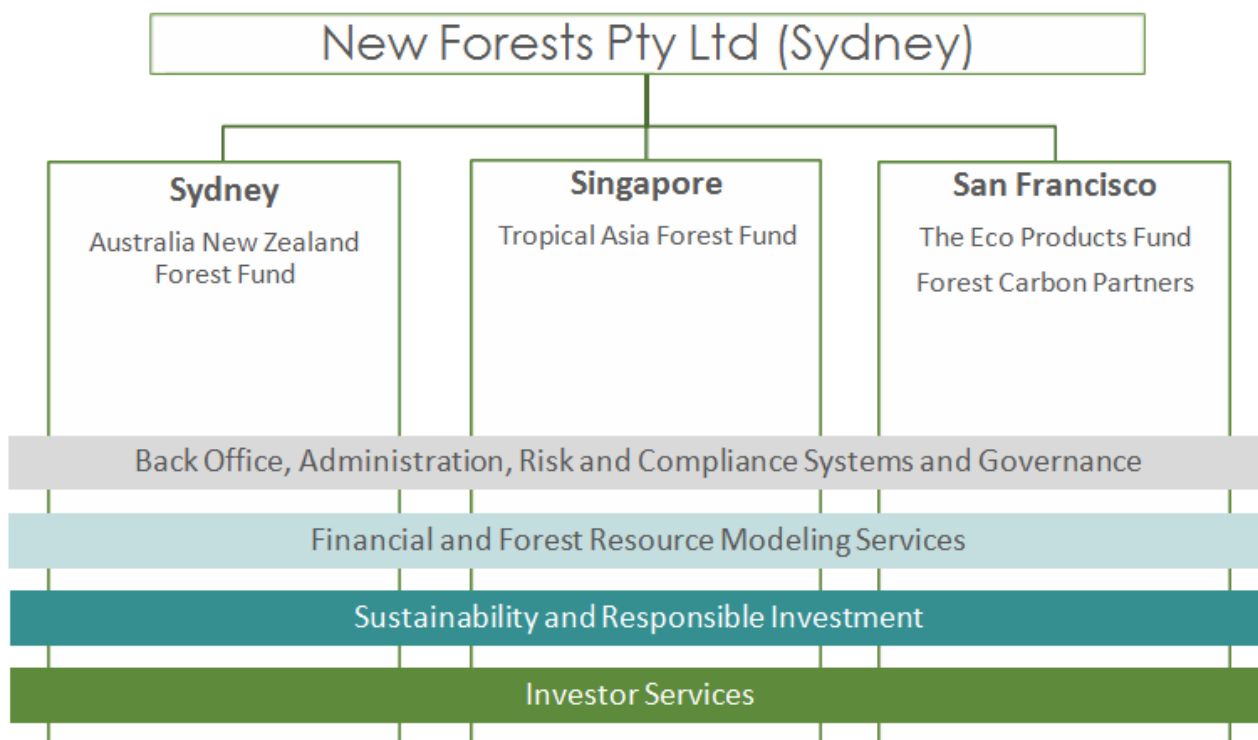 New Forests Pty Ltd (Sydney)
Sydney
Australia New Zealand
Forest Fund
Singapore
Tropical Asia Forest Fund
San Francisco
The Eco Products Fund
Forest Carbon Partners
Back Office, Administration, Risk and Compliance Systems and Governance
Financial and Forest Resource Modeling Services
Sustainability and Responsible Investment
Investor Services